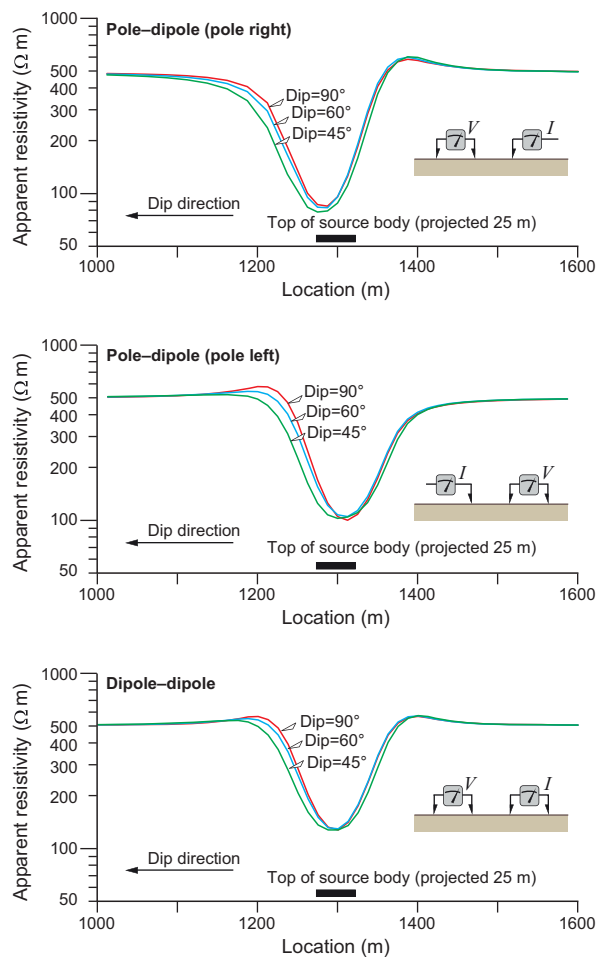 Pole–dipole (pole right)
Apparent resistivity (Ω m)
1000
500
400
300
200
100
50
Dip=90°
Dip=60°
Dip=45°
V
I
Dip direction
Top of source body (projected 25 m)
1000
1200
1400
1600
Location (m)
Pole–dipole (pole left)
Apparent resistivity (Ω m)
1000
500
400
300
200
100
50
Dip=90°
Dip=60°
Dip=45°
I
V
Dip direction
Top of source body (projected 25 m)
1000
1200
1400
1600
Location (m)
Dipole–dipole
Apparent resistivity (Ω m)
1000
500
400
300
200
100
50
Dip=90°
Dip=60°
Dip=45°
V
I
Dip direction
Top of source body (projected 25 m)
1000
1200
1400
1600
Location (m)